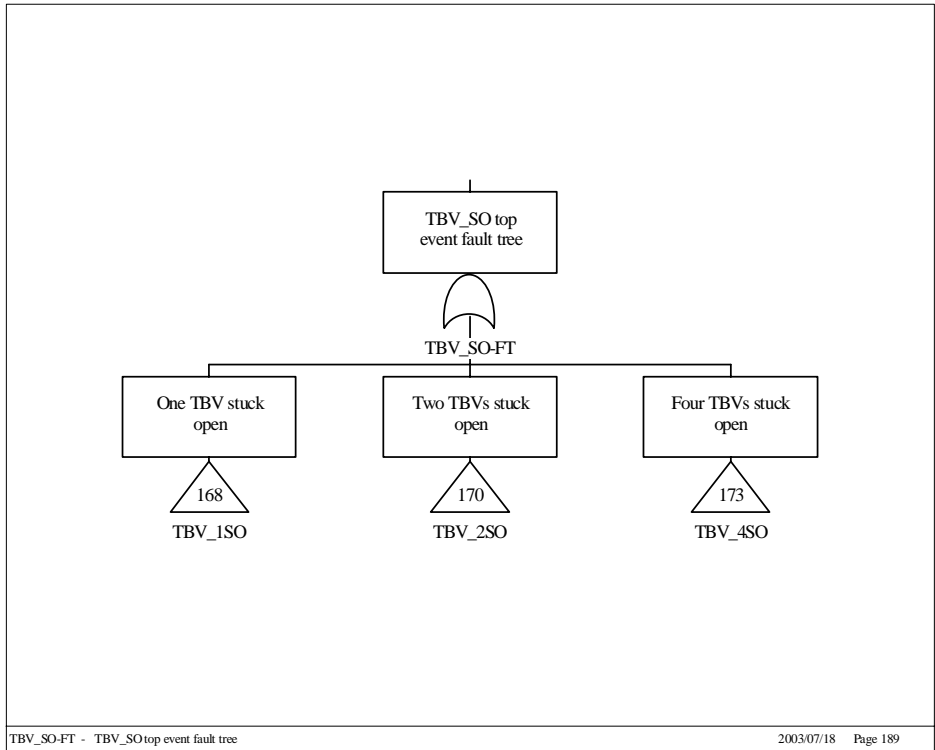 TBV_SO top
event fault tree
TBV_SO-FT
One TBV stuck
open
Two TBVs stuck
open
Four TBVs stuck
open
168
170
173
TBV_1SO
TBV_2SO
TBV_4SO
TBV_SO-FT - TBV_SO top event fault tree
2003/07/18 Page 189